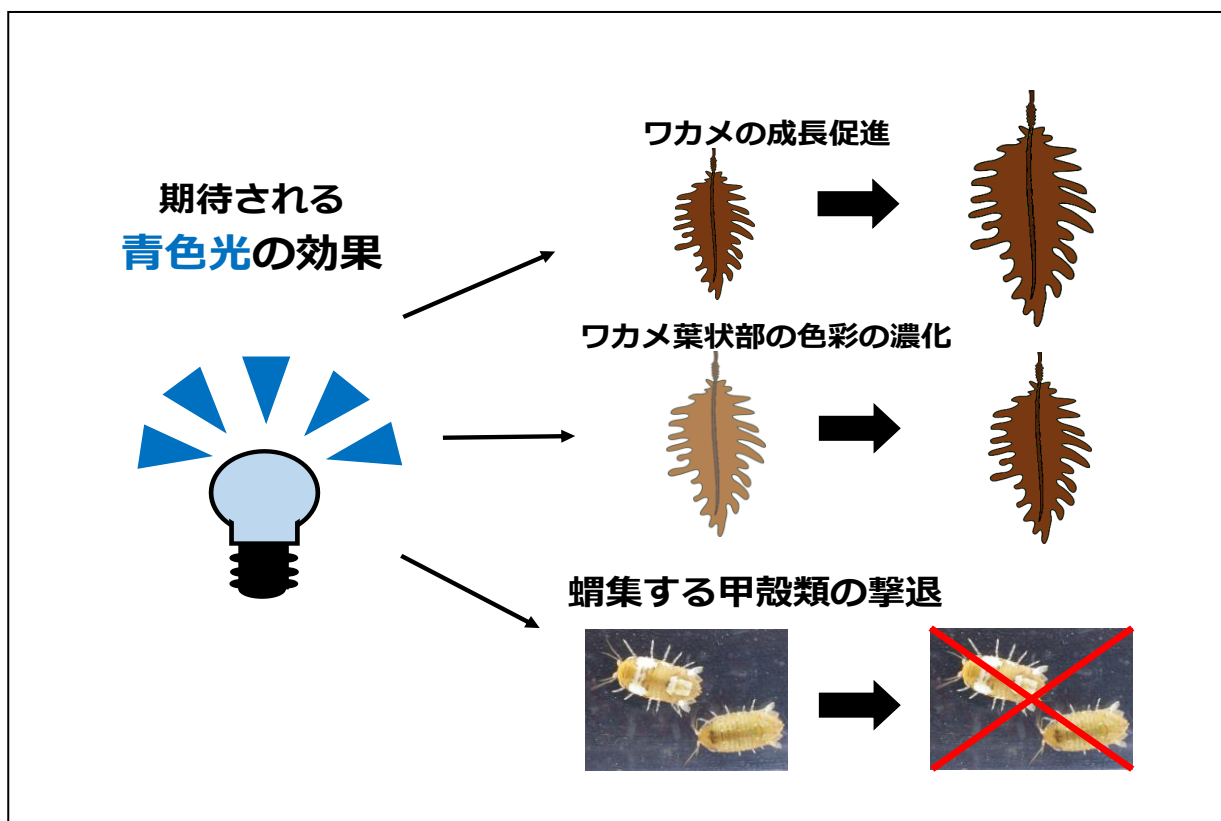 期待される
青色光の効果
ワカメの成長促進
ワカメ葉状部の色彩の濃化
蝟集する甲殻類の撃退